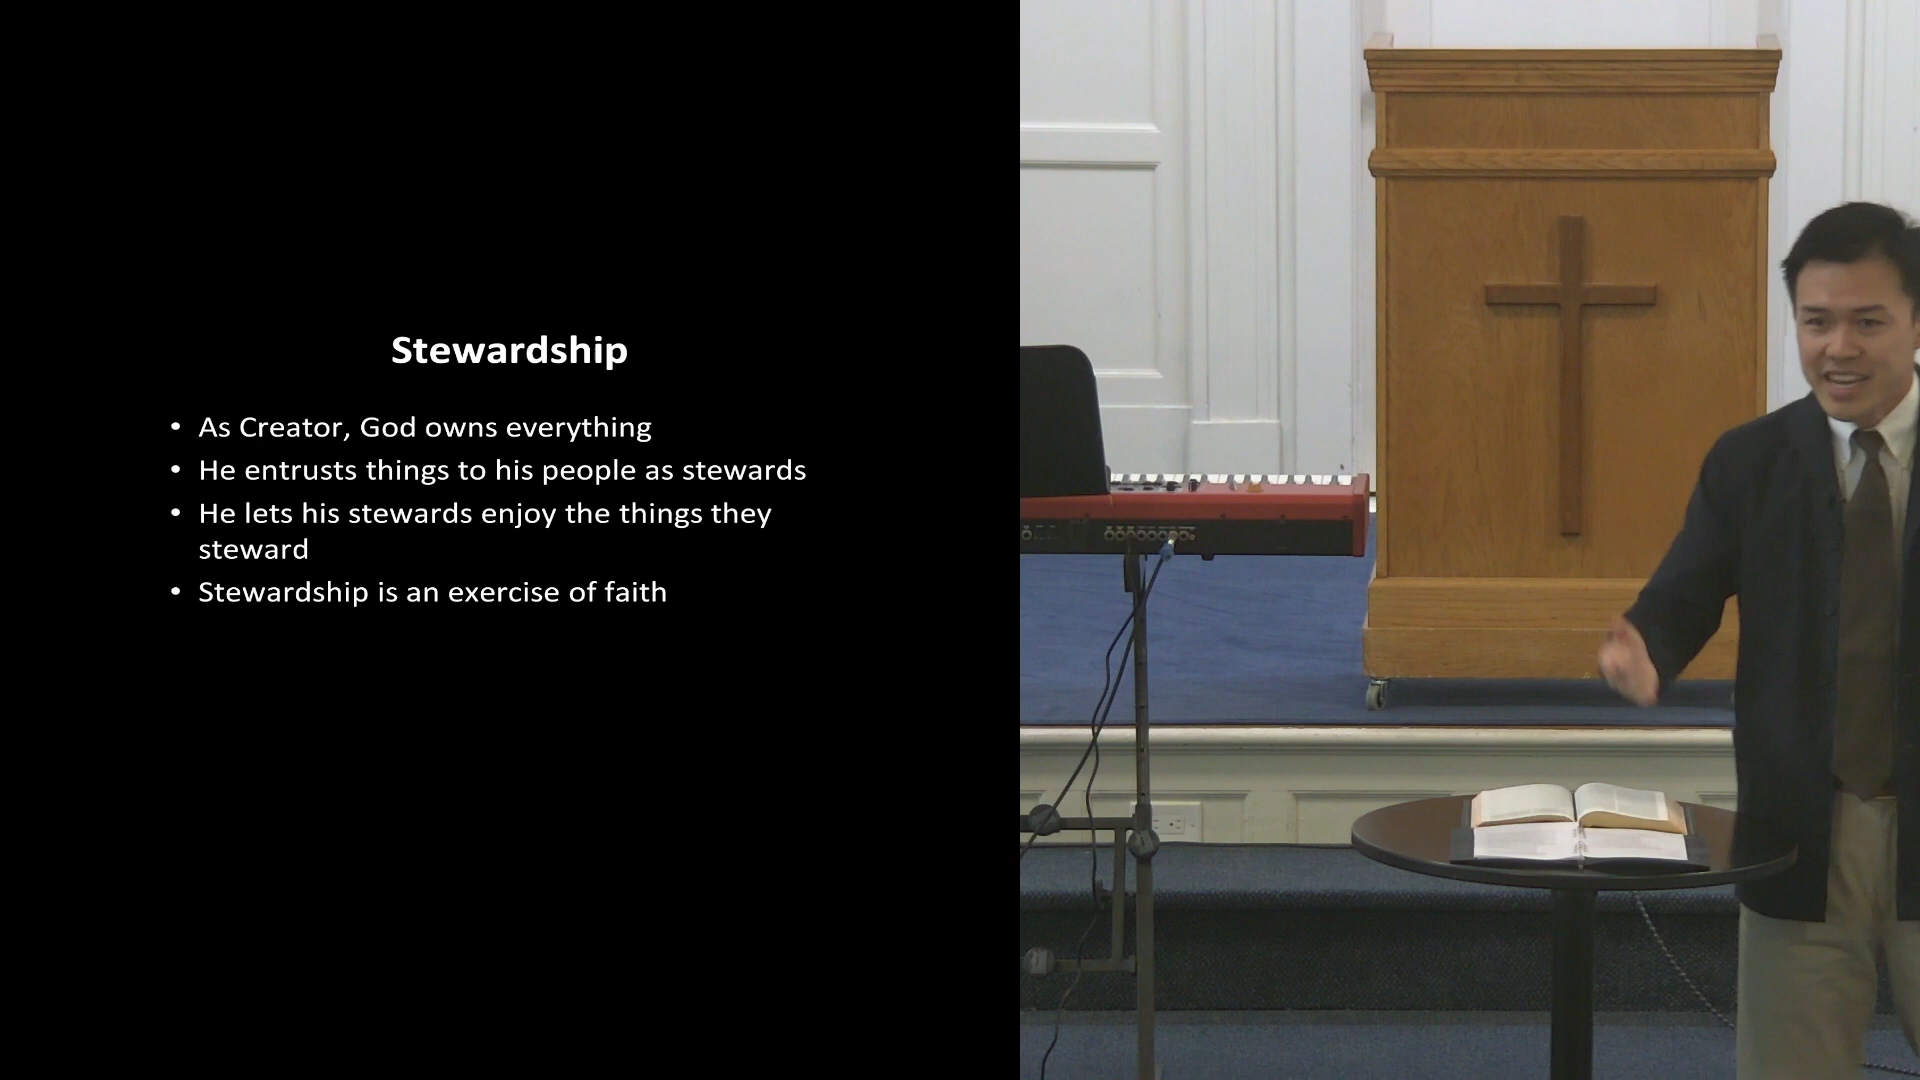 Stewardship
• As Creator, God owns everything
• He entrusts things to his people as stewards
• He lets his stewards enjoy the things they
steward
• Stewardship is an exercise of faith